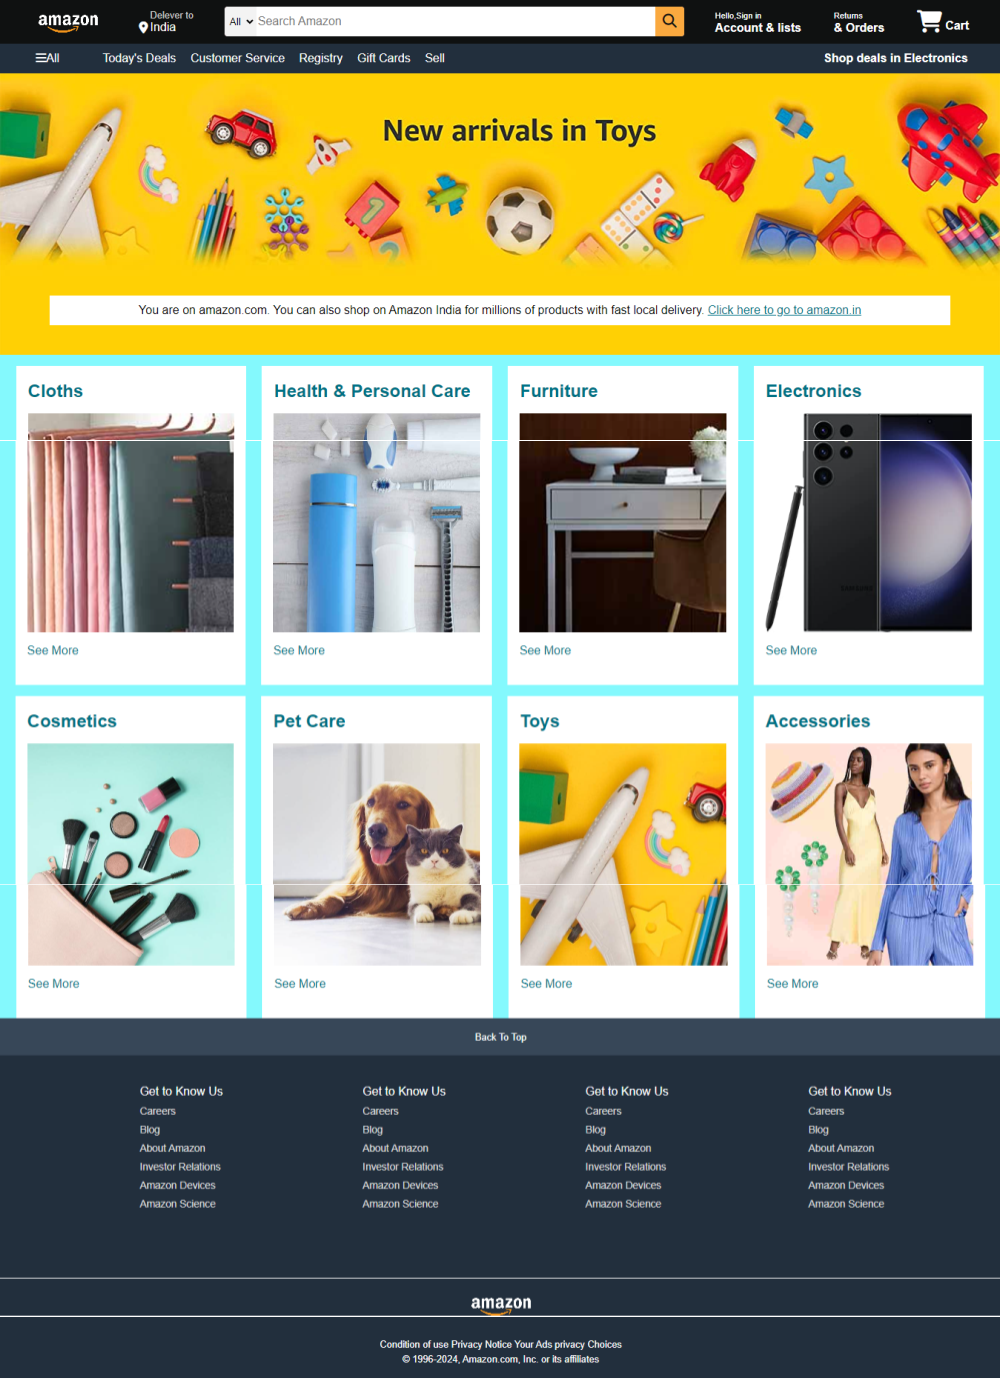 amazon
Delever to
India
All
Search Amazon
Hello,Sign in
Account & lists
Returns
& Orders
Cart
All
Today's Deals
Customer Service
Registry
Gift Cards
Sell
Shop deals in Electronics
New arrivals in Toys
1
2
You are on amazon.com. You can also shop on Amazon India for millions of products with fast local delivery. Click here to go to amazon.in
Cloths
Health & Personal Care
Furniture
Electronics
SAMSUNG
See More
See More
See More
See More
Cosmetics
Pet Care
Toys
Accessories
See More
See More
See More
See More
Back To Top
Get to Know Us
Careers
Blog
About Amazon
Investor Relations
Amazon Devices
Amazon Science
Get to Know Us
Careers
Blog
About Amazon
Investor Relations
Amazon Devices
Amazon Science
Get to Know Us
Careers
Blog
About Amazon
Investor Relations
Amazon Devices
Amazon Science
Get to Know Us
Careers
Blog
About Amazon
Investor Relations
Amazon Devices
Amazon Science
amazon
Condition of use Privacy Notice Your Ads privacy Choices
© 1996-2024, Amazon.com, Inc. or its affiliates